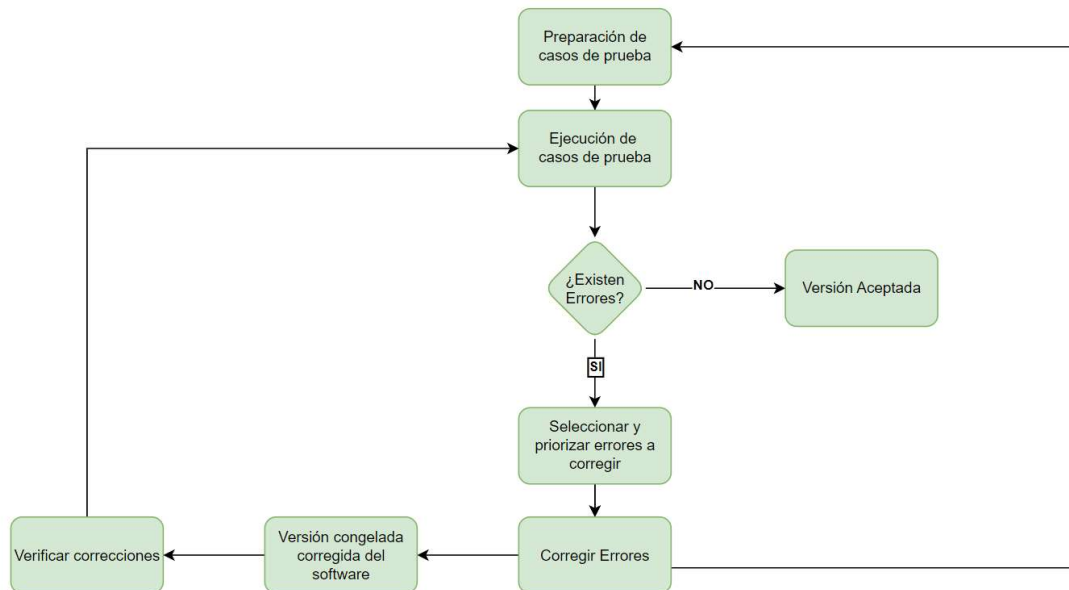 Preparación de
casos de prueba
Ejecución de
casos de prueba
¿Existen
Errores?
NO
Versión Aceptada
SI
Seleccionar y
priorizar errores a
corregir
Corregir Errores
Versión congelada
corregida del
software
Verificar correcciones